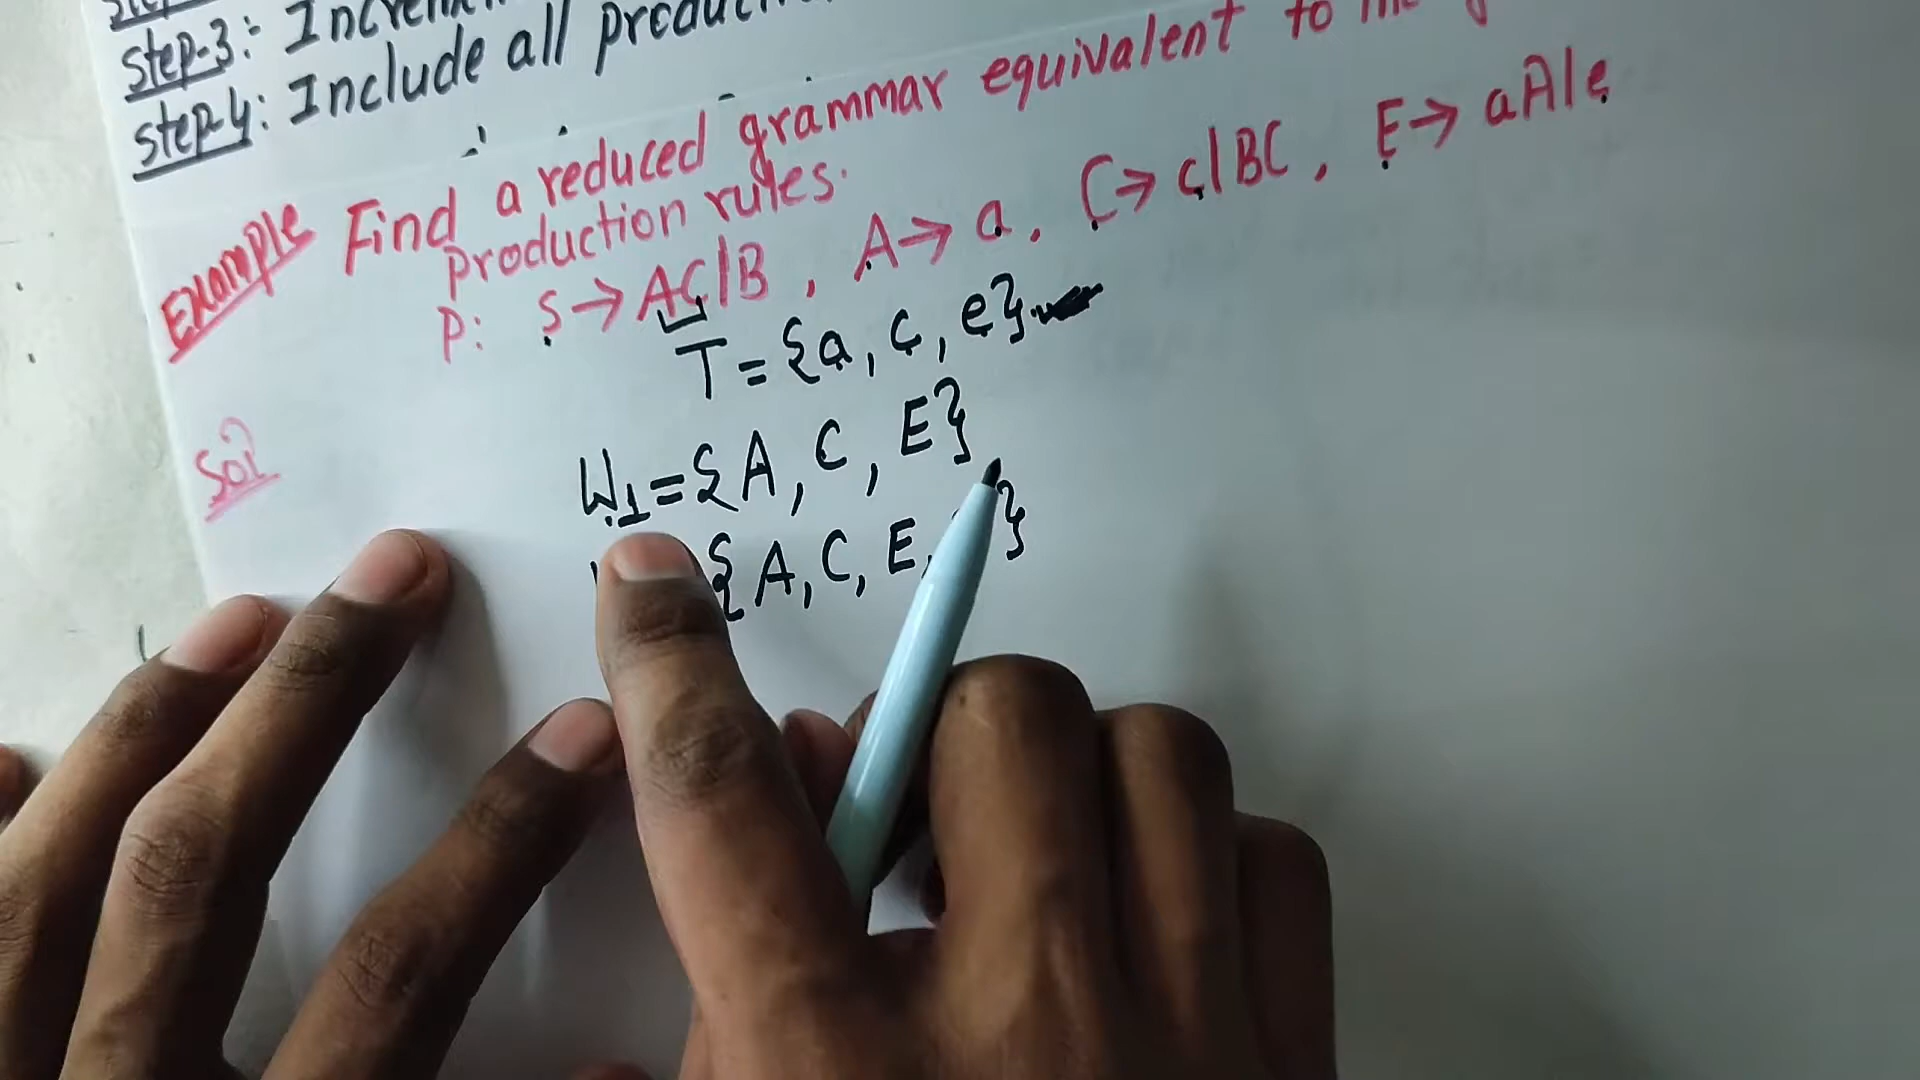 step-3:- Increm
step-4: Include all produc
Example Find a reduced grammar equivalent to the
production rules.
P: S→AC|B, A→a, C→c|BC, E→aA|e
T={a, c, e}
Sol
W1={A, C, E}
{A, C, E, }